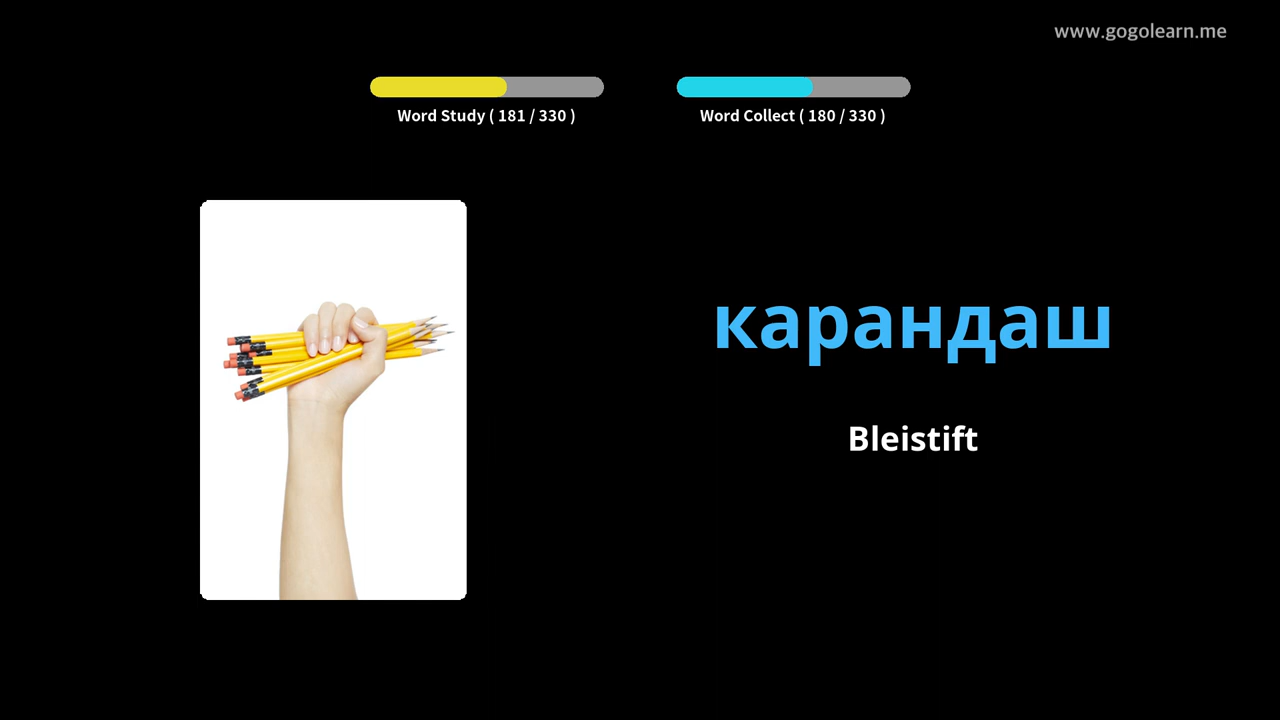 www.gogolearn.me
Word Study ( 181 / 330 )
Word Collect ( 180 / 330 )
карандаш
Bleistift